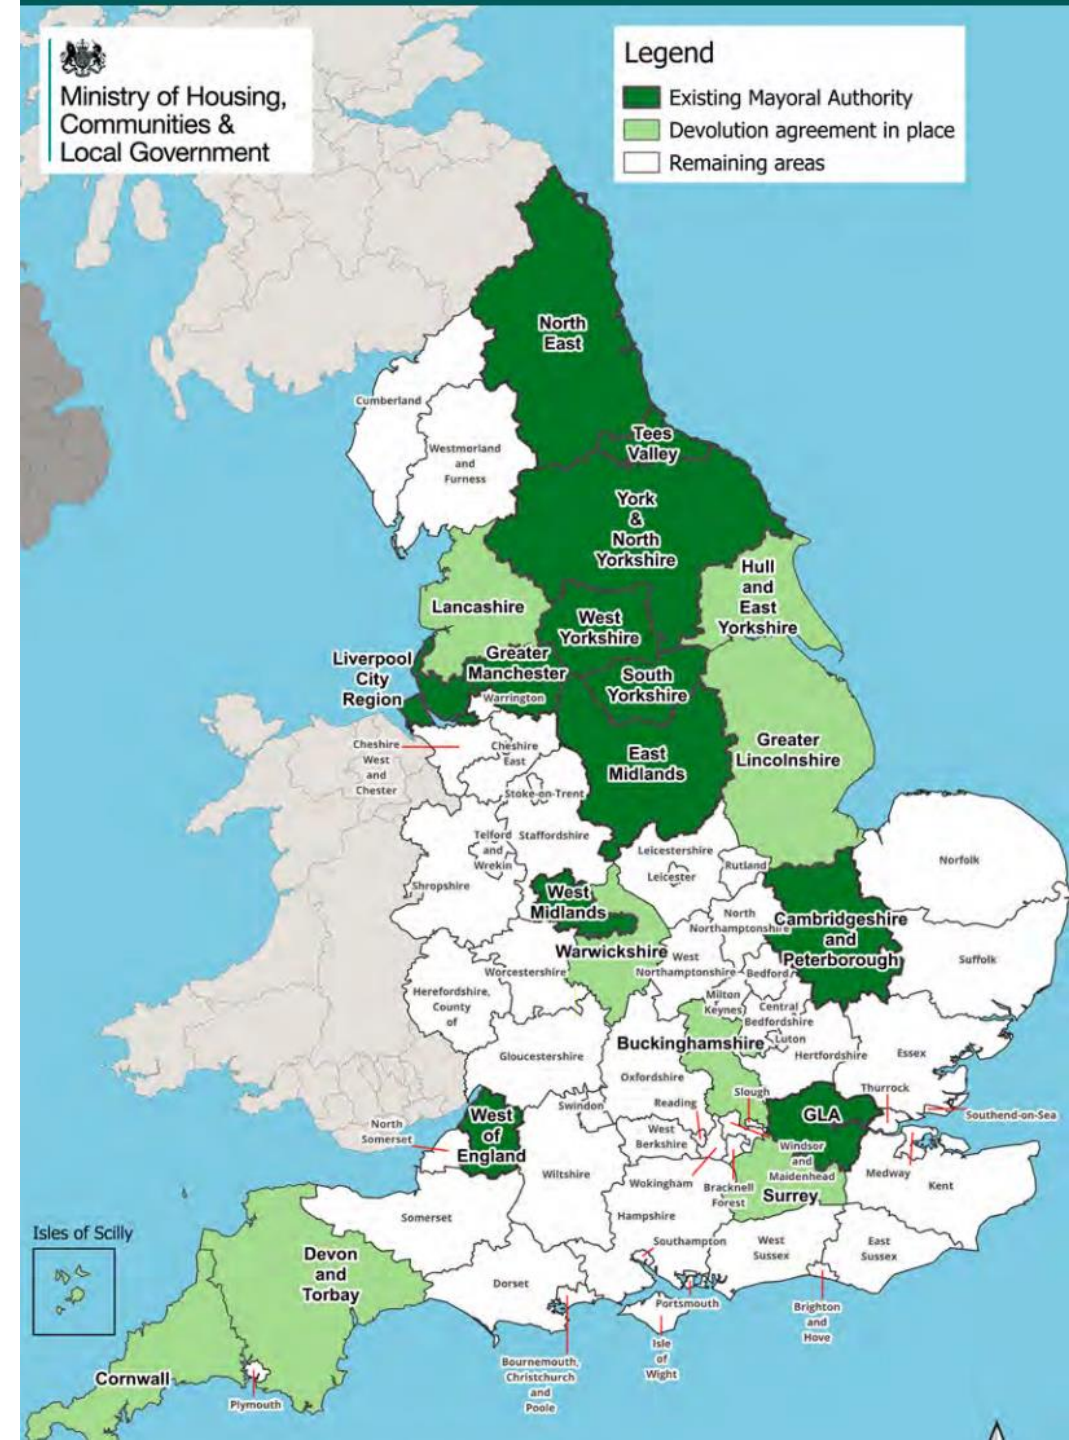 Ministry of Housing,
Communities &
Local Government
Legend
Existing Mayoral Authority
Devolution agreement in place
Remaining areas
North
East
Cumberland
Westmorland
and
Furness
Tees
Valley
York
&
North
Yorkshire
Hull
and
East
Yorkshire
Lancashire
West
Yorkshire
Liverpool
City
Region
Greater
Manchester
Warrington
South
Yorkshire
Cheshire
West
and
Chester
Cheshire
East
East
Midlands
Greater
Lincolnshire
Stoke-on-Trent
Telford
and
Wrekin
Staffordshire
Leicestershire
Leicester
Rutland
Norfolk
Shropshire
West
Midlands
North
Northamptonshire
Cambridgeshire
and
Peterborough
Warwickshire
West
Northamptonshire
Bedford
Suffolk
Worcestershire
Herefordshire,
County
of
Milton
Keynes
Central
Bedfordshire
Luton
Buckinghamshire
Hertfordshire
Essex
Gloucestershire
Oxfordshire
Slough
Thurrock
Southend-on-Sea
GLA
Swindon
Reading
West
of
England
North
Somerset
West
Berkshire
Windsor
and
Maidenhead
Medway
Kent
Wiltshire
Wokingham
Bracknell
Forest
Surrey
Somerset
Hampshire
Southampton
West
Sussex
East
Sussex
Isles of Scilly
Devon
and
Torbay
Dorset
Portsmouth
Brighton
and
Hove
Isle
of
Wight
Bournemouth,
Christchurch
and
Poole
Cornwall
Plymouth